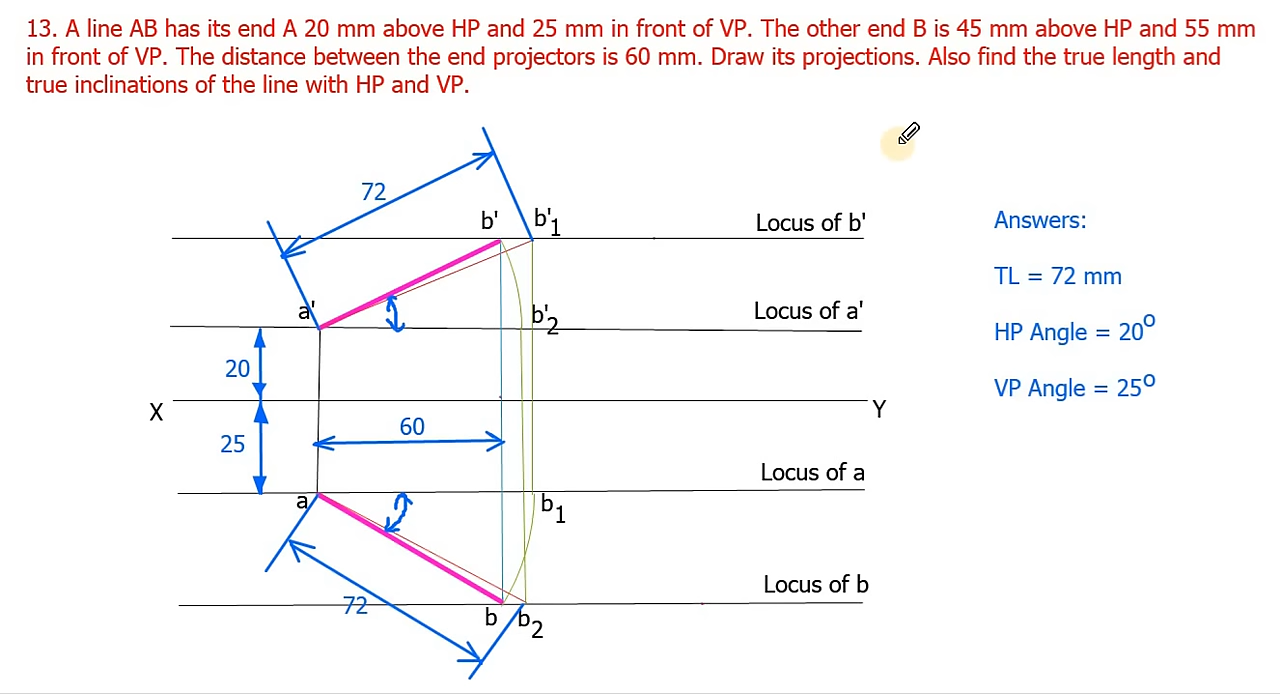 13. A line AB has its end A 20 mm above HP and 25 mm in front of VP. The other end B is 45 mm above HP and 55 mm
in front of VP. The distance between the end projectors is 60 mm. Draw its projections. Also find the true length and
true inclinations of the line with HP and VP.
72
b'
b'1
Locus of b'
Answers:
TL = 72 mm
a'
b'2
Locus of a'
HP Angle = 20⁰
20
VP Angle = 25⁰
X
Y
60
25
Locus of a
a
b1
Locus of b
72
b
b2